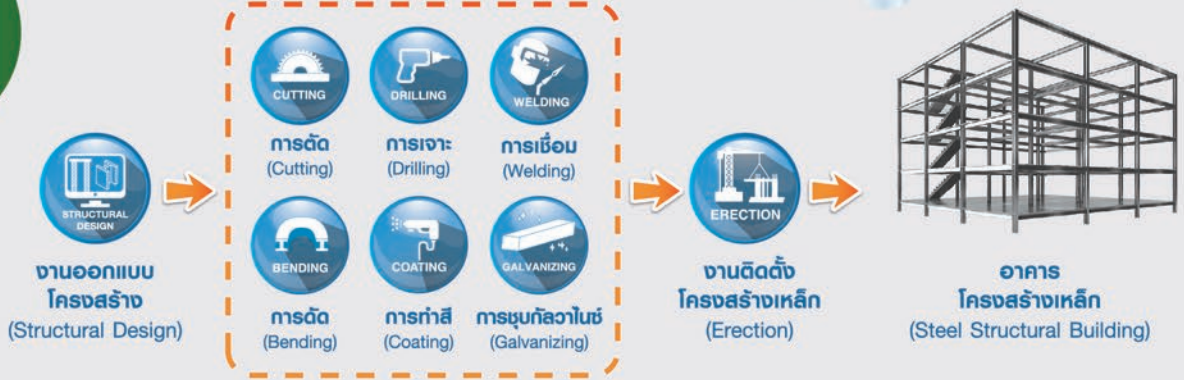 STRUCTURAL
DESIGN
งานออกแบบ
โครงสร้าง
(Structural Design)
CUTTING
การตัด
(Cutting)
DRILLING
การเจาะ
(Drilling)
WELDING
การเชื่อม
(Welding)
BENDING
การดัด
(Bending)
COATING
การทำสี
(Coating)
GALVANIZING
การชุบกัลวาไนซ์
(Galvanizing)
ERECTION
งานติดตั้ง
โครงสร้างเหล็ก
(Erection)
อาคาร
โครงสร้างเหล็ก
(Steel Structural Building)